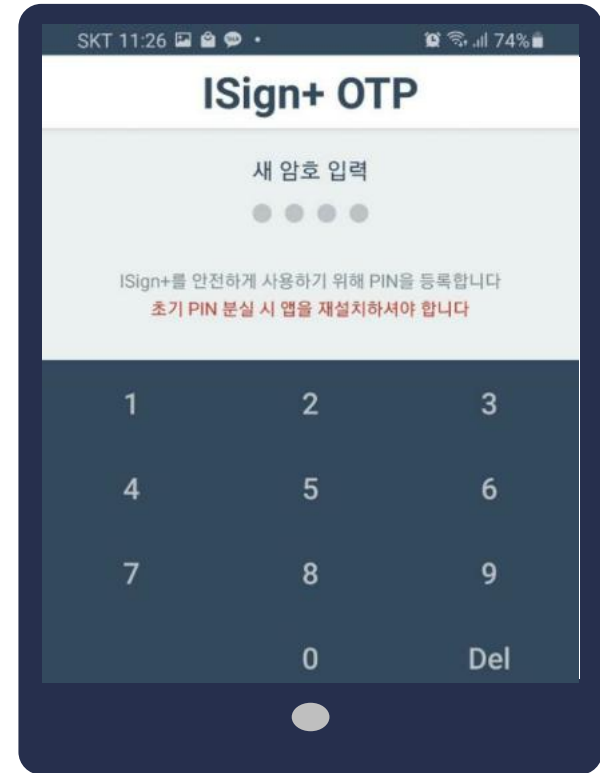 SKT 11:26
74%
ISign+ OTP
새 암호 입력
ISign+를 안전하게 사용하기 위해 PIN을 등록합니다
초기 PIN 분실 시 앱을 재설치하셔야 합니다
1 2 3
4 5 6
7 8 9
0 Del